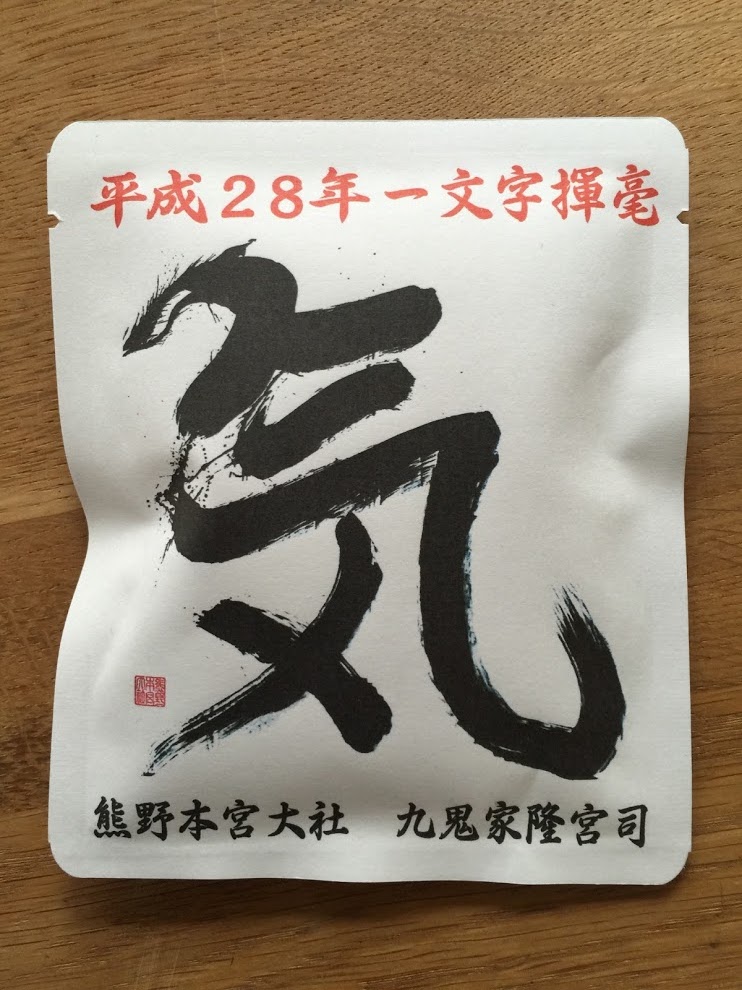 平成２８年一文字揮毫
気
熊野本宮大社　九鬼家隆宮司